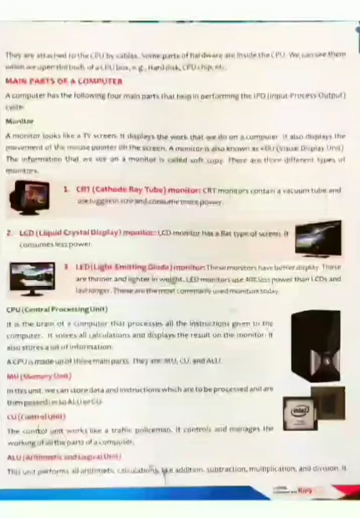 They are attached to the CPU by cables. Some parts of hardware are inside the CPU. We can see them
when we open the body of a CPU box, e.g., Hard disk, CPU chip, etc.
MAIN PARTS OF A COMPUTER
A computer has the following four main parts that help in performing the IPO (Input-Process-Output)
cycle.
Monitor
A monitor looks like a TV screen. It displays the work that we do on a computer. It also displays the
movement of the mouse pointer on the screen. A monitor is also known as VDU (Visual Display Unit).
The information that we see on a monitor is called soft copy. There are three different types of
monitors.
1. CRT (Cathode Ray Tube) monitor: CRT monitors contain a vacuum tube and
are bigger in size and consume more power.
2. LCD (Liquid Crystal Display) monitor: LCD monitor has a flat type of screen. It
consumes less power.
3. LED (Light-Emitting Diode) monitor: These monitors have better display. These
are thinner and lighter in weight. LED monitors use 40% less power than LCDs and
last longer. These are the most commonly used monitors today.
CPU (Central Processing Unit)
It is the brain of a computer that processes all the instructions given to the
computer. It solves all calculations and displays the result on the monitor. It
also stores a lot of information.
A CPU is made up of three main parts. They are: MU, CU, and ALU.
MU (Memory Unit)
In this unit, we can store data and instructions which are to be processed and are
then passed on to ALU or CU.
CU (Control Unit)
The control unit works like a traffic policeman. It controls and manages the
working of all the parts of a computer.
ALU (Arithmetic and Logical Unit)
This unit performs all arithmetic calculations, like addition, subtraction, multiplication, and division. It
intel
Key